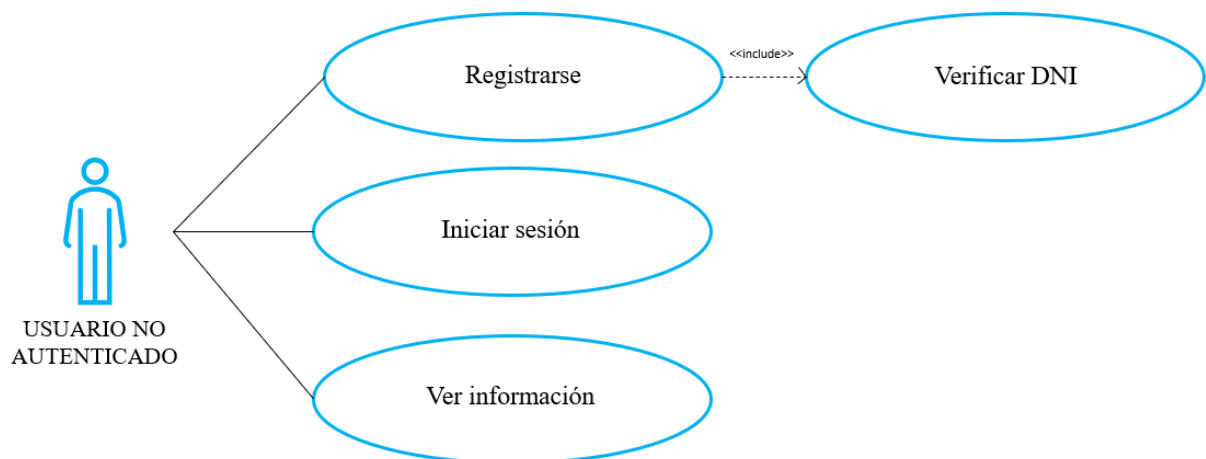 Registrarse
<<include>>
Verificar DNI
Iniciar sesión
USUARIO NO
AUTENTICADO
Ver información